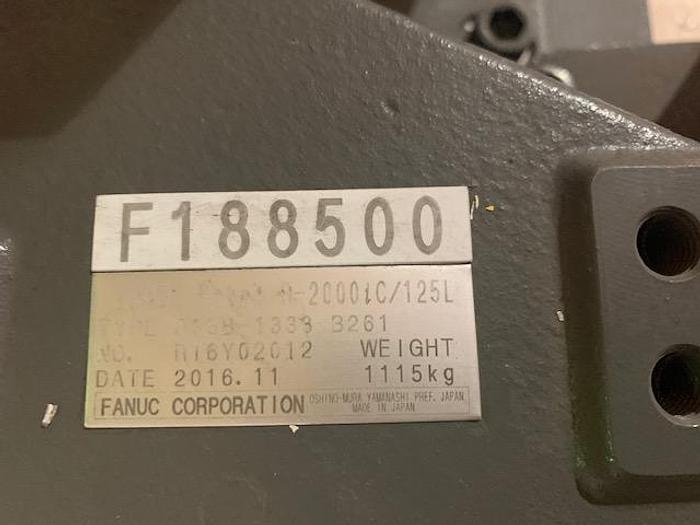 F188500
-2000iC/125L
TYPE B261
NO. R16Y02012 WEIGHT
DATE 2016.11 1115kg
FANUC CORPORATION OSHINO-MURA YAMANASHI PREF. JAPAN
MADE IN JAPAN